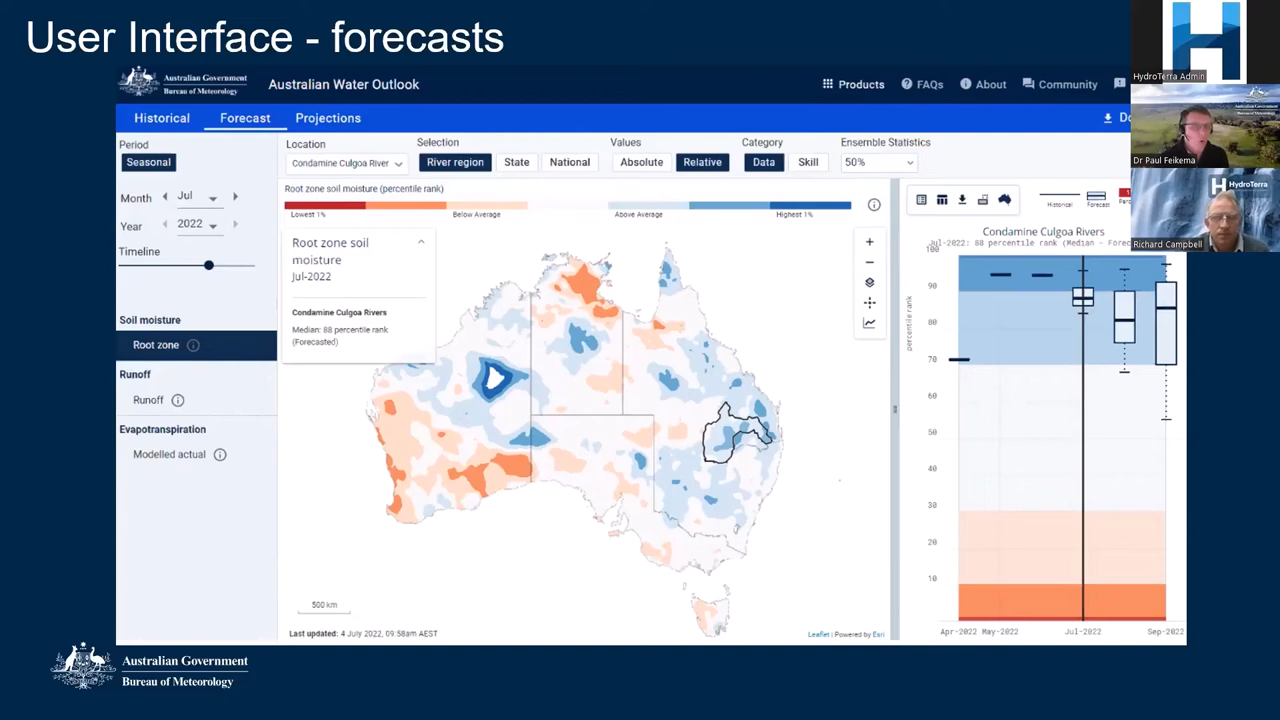 User Interface - forecasts
Australian Government
Bureau of Meteorology
Australian Water Outlook
Products
FAQs
About
Community
Historical
Forecast
Projections
Period
Seasonal
Month
Jul
Year
2022
Timeline
Soil moisture
Root zone
Runoff
Runoff
Evapotranspiration
Modelled actual
Location
Condamine Culgoa River
Selection
River region
State
National
Values
Absolute
Relative
Category
Data
Skill
Ensemble Statistics
50%
Root zone soil moisture (percentile rank)
Lowest 1%
Below Average
Above Average
Highest 1%
Root zone soil
moisture
Jul-2022
Condamine Culgoa Rivers
Median: 88 percentile rank
(Forecasted)
500 km
Last updated: 4 July 2022, 09:58am AEST
Leaflet | Powered by Esri
Historical
Forecast
Condamine Culgoa Rivers
Jul-2022: 88 percentile rank (Median - Forec
percentile rank
100
90
80
70
60
50
40
30
20
10
Apr-2022
May-2022
Jul-2022
Sep-2022
HydroTerra Admin
Australian Government
Dr Paul Feikema
HydroTerra
Richard Campbell
Australian Government
Bureau of Meteorology